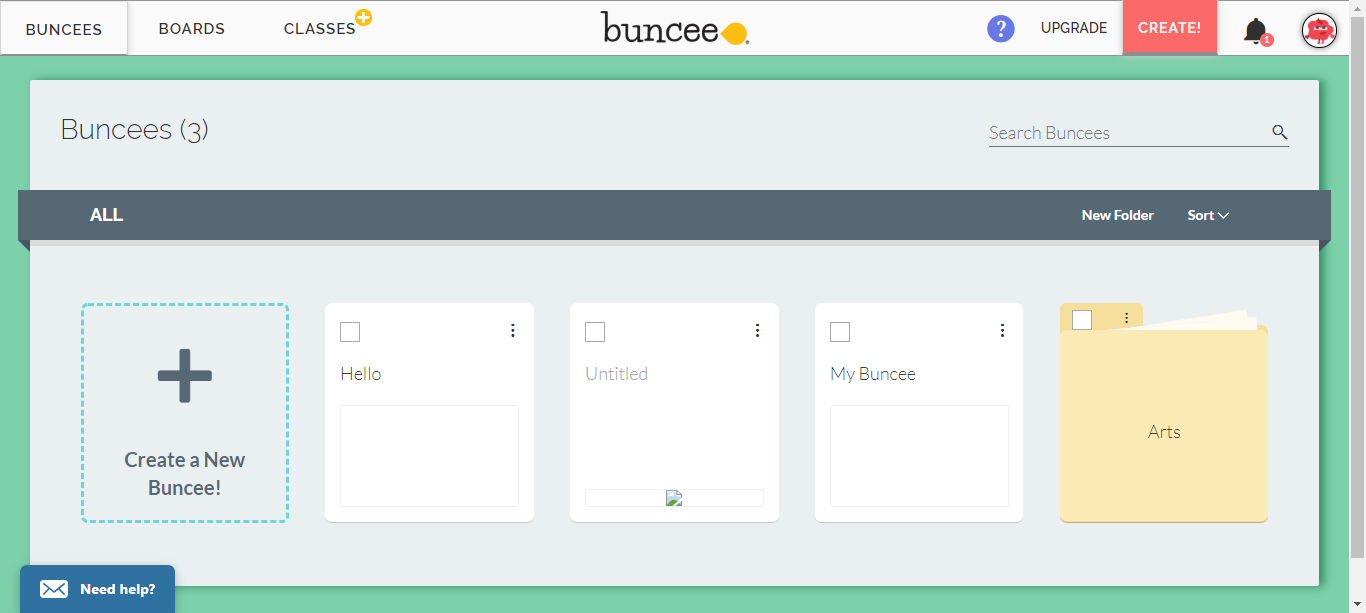 BUNCEES
BOARDS
CLASSES
buncee
?
UPGRADE
CREATE!
1
Buncees (3)
Search Buncees
ALL
New Folder
Sort
Create a New
Buncee!
Hello
Untitled
My Buncee
Arts
Need help?